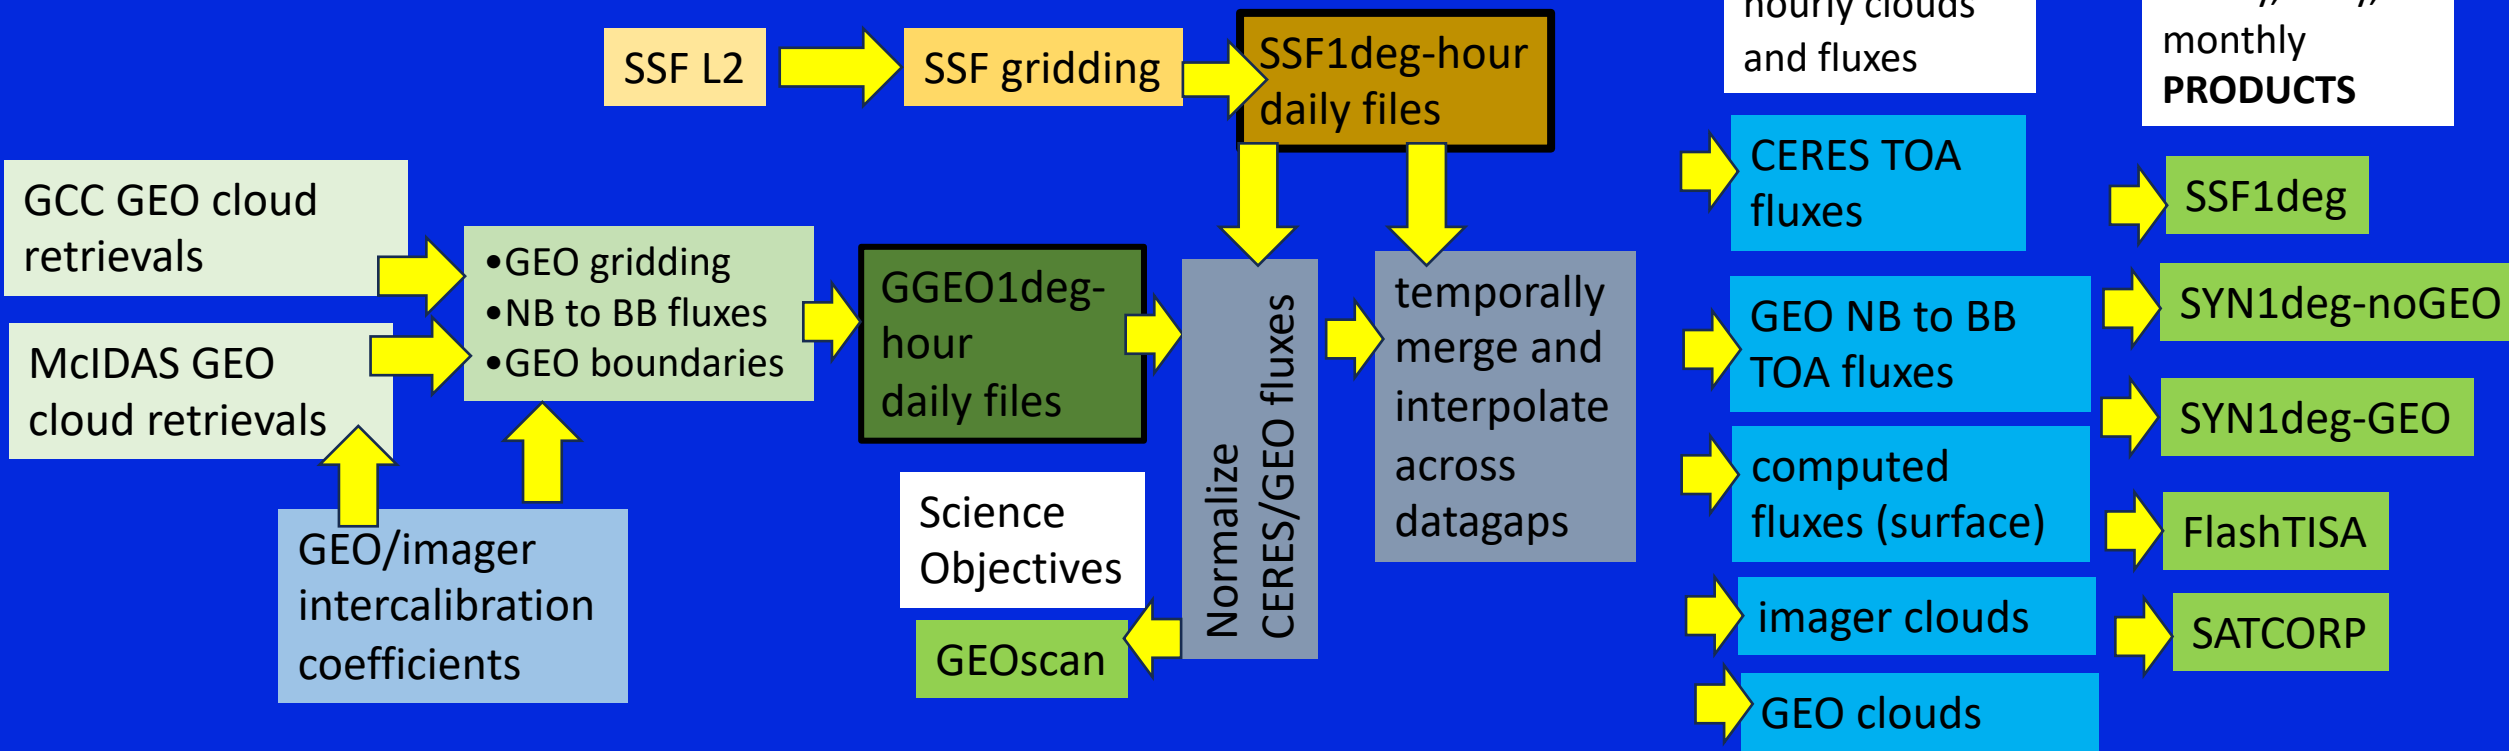 hourly clouds
and fluxes
monthly
PRODUCTS
SSF L2
SSF gridding
SSF1deg-hour
daily files
GCC GEO cloud
retrievals
McIDAS GEO
cloud retrievals
•GEO gridding
•NB to BB fluxes
•GEO boundaries
GGEO1deg-
hour
daily files
Normalize
CERES/GEO fluxes
temporally
merge and
interpolate
across
datagaps
GEO/imager
intercalibration
coefficients
Science
Objectives
GEOscan
CERES TOA
fluxes
GEO NB to BB
TOA fluxes
computed
fluxes (surface)
imager clouds
GEO clouds
SSF1deg
SYN1deg-noGEO
SYN1deg-GEO
FlashTISA
SATCORP